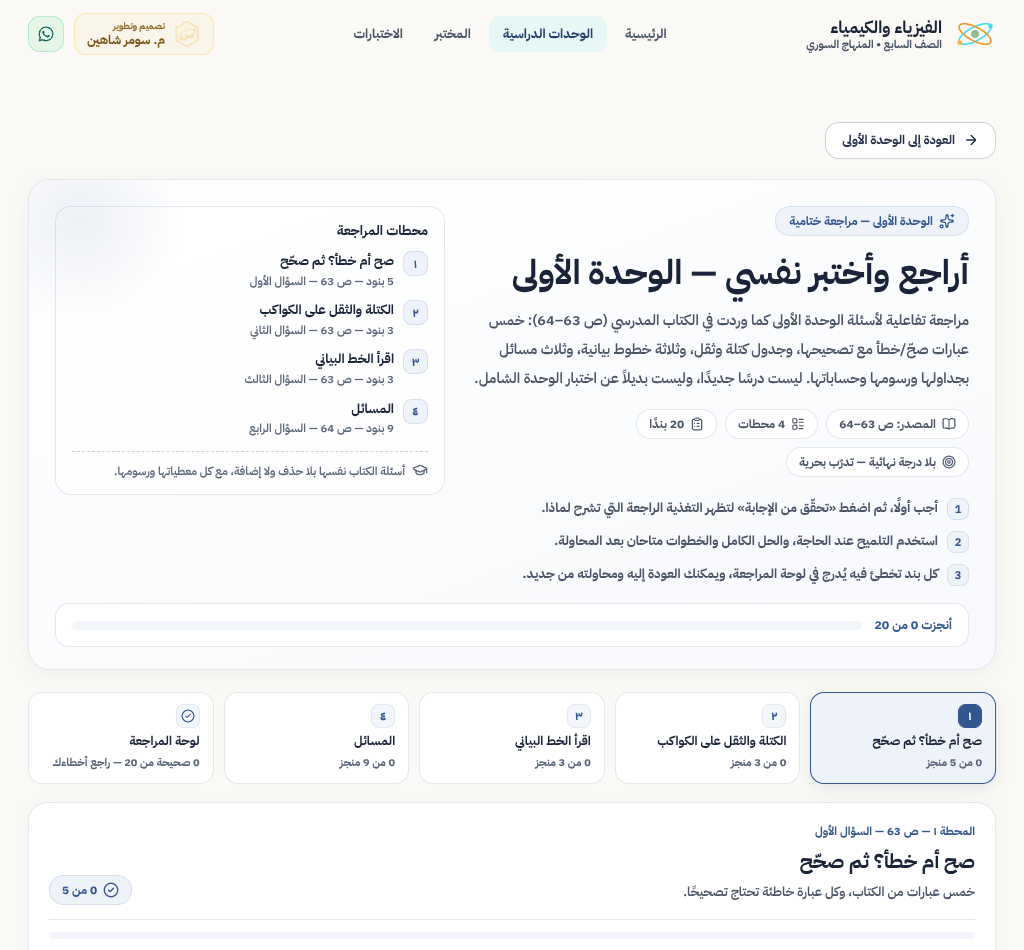 الفيزياء والكيمياء
الصف السابع • المنهاج السوري
الرئيسية
الوحدات الدراسية
المختبر
الاختبارات
تصميم وتطوير
م. سومر شاهين
العودة إلى الوحدة الأولى
الوحدة الأولى — مراجعة ختامية
أراجع وأختبر نفسي — الوحدة الأولى
مراجعة تفاعلية لأسئلة الوحدة الأولى كما وردت في الكتاب المدرسي (ص 63–64): خمس
عبارات صحّ/خطأ مع تصحيحها، وجدول كتلة وثقل، وثلاثة خطوط بيانية، وثلاث مسائل
بجداولها ورسومها وحساباتها. ليست درسًا جديدًا، وليست بديلاً عن اختبار الوحدة الشامل.
المصدر: ص 63–64
4 محطات
20 بندًا
بلا درجة نهائية — تدرّب بحرية
1 أجب أولًا، ثم اضغط «تحقّق من الإجابة» لتظهر التغذية الراجعة التي تشرح لماذا.
2 استخدم التلميح عند الحاجة، والحل الكامل والخطوات متاحان بعد المحاولة.
3 كل بند تخطئ فيه يُدرج في لوحة المراجعة، ويمكنك العودة إليه ومحاولته من جديد.
محطات المراجعة
١ صح أم خطأ؟ ثم صحّح
5 بنود — ص 63 — السؤال الأول
٢ الكتلة والثقل على الكواكب
3 بنود — ص 63 — السؤال الثاني
٣ اقرأ الخط البياني
3 بنود — ص 63 — السؤال الثالث
٤ المسائل
9 بنود — ص 64 — السؤال الرابع
أسئلة الكتاب نفسها بلا حذف ولا إضافة، مع كل معطياتها ورسومها.
أنجزت 0 من 20
١
صح أم خطأ؟ ثم صحّح
0 من 5 منجز
٢
الكتلة والثقل على الكواكب
0 من 3 منجز
٣
اقرأ الخط البياني
0 من 3 منجز
٤
المسائل
0 من 9 منجز
لوحة المراجعة
0 صحيحة من 20 — راجع أخطاءك
المحطة ١ — ص 63 — السؤال الأول
صح أم خطأ؟ ثم صحّح
خمس عبارات من الكتاب، وكل عبارة خاطئة تحتاج تصحيحًا.
0 من 5